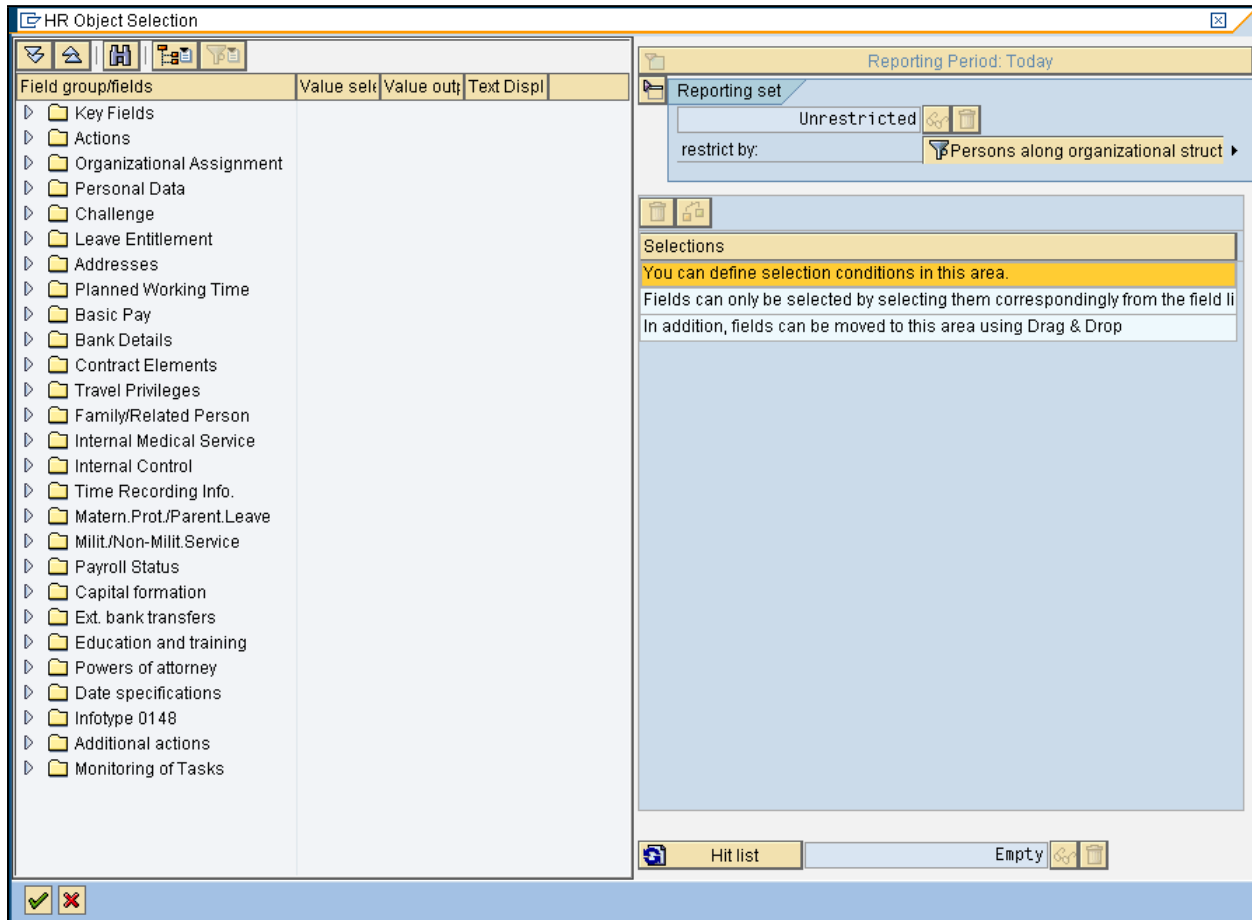 HR Object Selection
Field group/fields Value sele Value outp Text Displ
Key Fields
Actions
Organizational Assignment
Personal Data
Challenge
Leave Entitlement
Addresses
Planned Working Time
Basic Pay
Bank Details
Contract Elements
Travel Privileges
Family/Related Person
Internal Medical Service
Internal Control
Time Recording Info.
Matern.Prot./Parent.Leave
Milit./Non-Milit.Service
Payroll Status
Capital formation
Ext. bank transfers
Education and training
Powers of attorney
Date specifications
Infotype 0148
Additional actions
Monitoring of Tasks
Reporting Period: Today
Reporting set
Unrestricted
restrict by: Persons along organizational struct
Selections
You can define selection conditions in this area.
Fields can only be selected by selecting them correspondingly from the field li
In addition, fields can be moved to this area using Drag & Drop
Hit list Empty